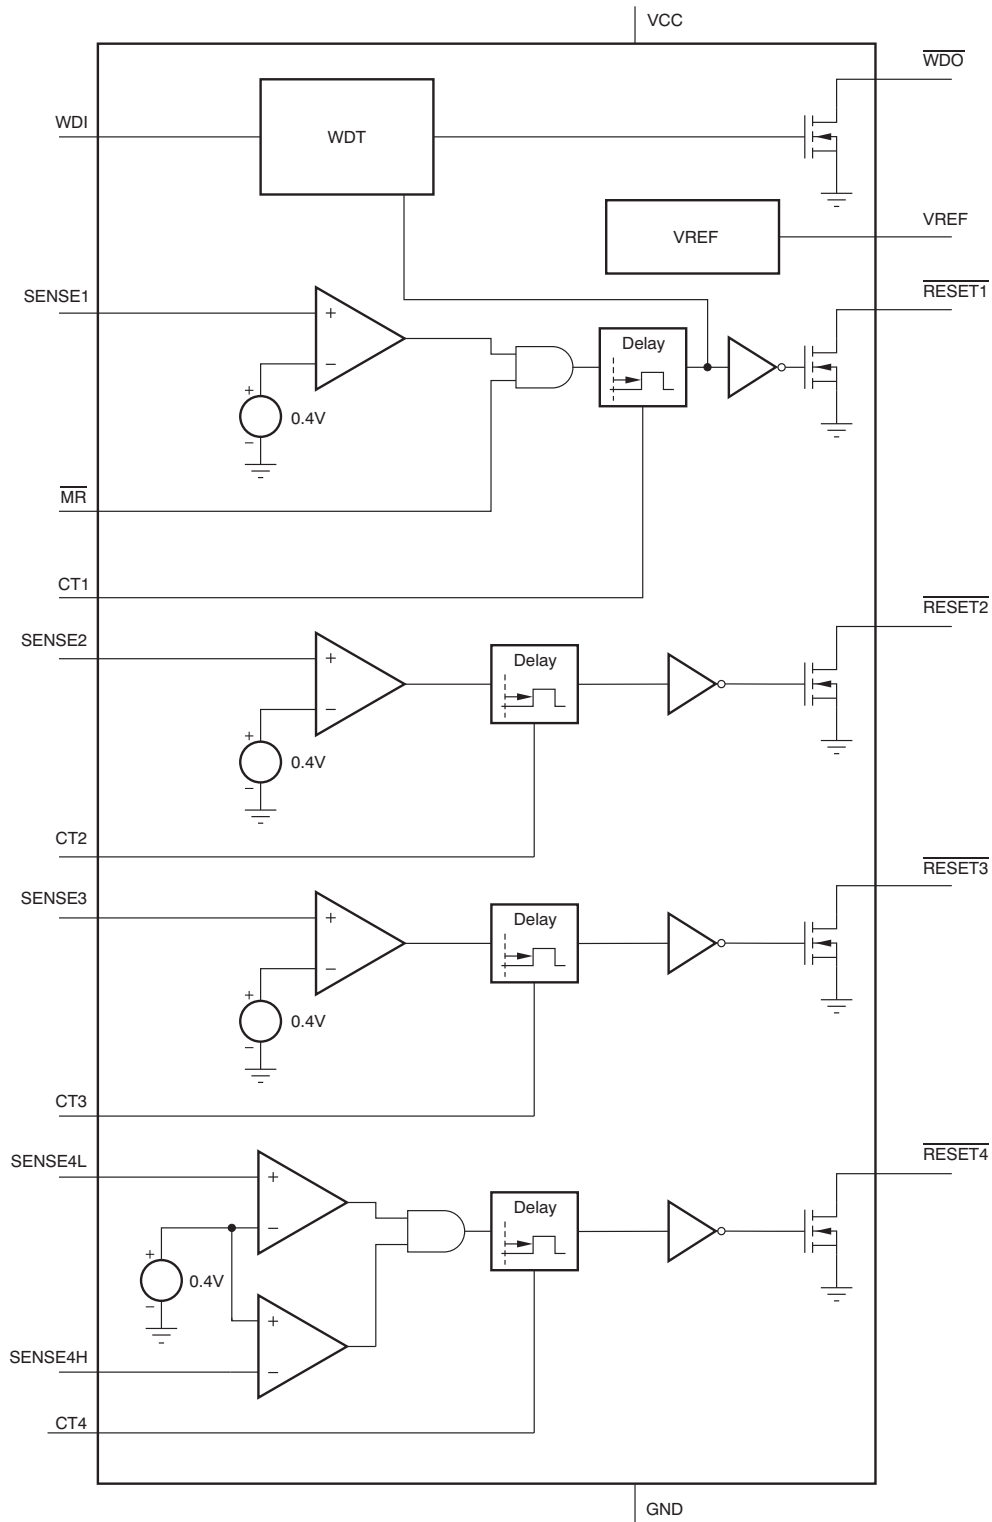 VCC
WDO
WDI
WDT
VREF
VREF
SENSE1
RESET1
+
Delay
−
+
0.4V
−
MR
CT1
RESET2
SENSE2
+
Delay
−
+
0.4V
−
CT2
RESET3
SENSE3
+
Delay
−
+
0.4V
−
CT3
RESET4
SENSE4L
+
Delay
−
+
0.4V
−
+
SENSE4H
−
CT4
GND